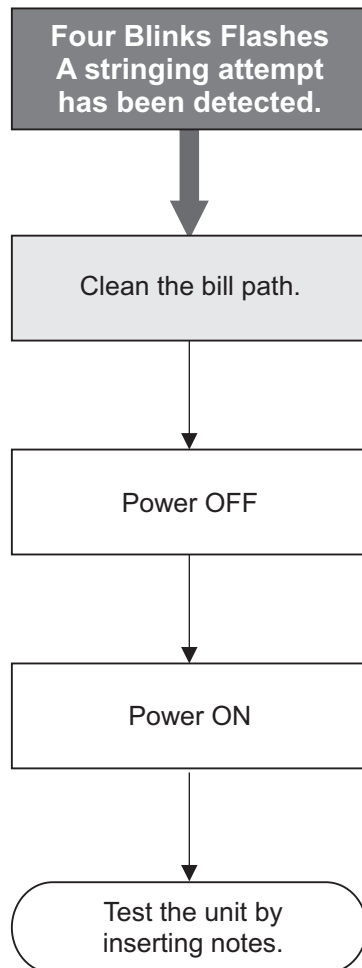 Four Blinks Flashes
A stringing attempt
has been detected.
Clean the bill path.
Power OFF
Power ON
Test the unit by
inserting notes.